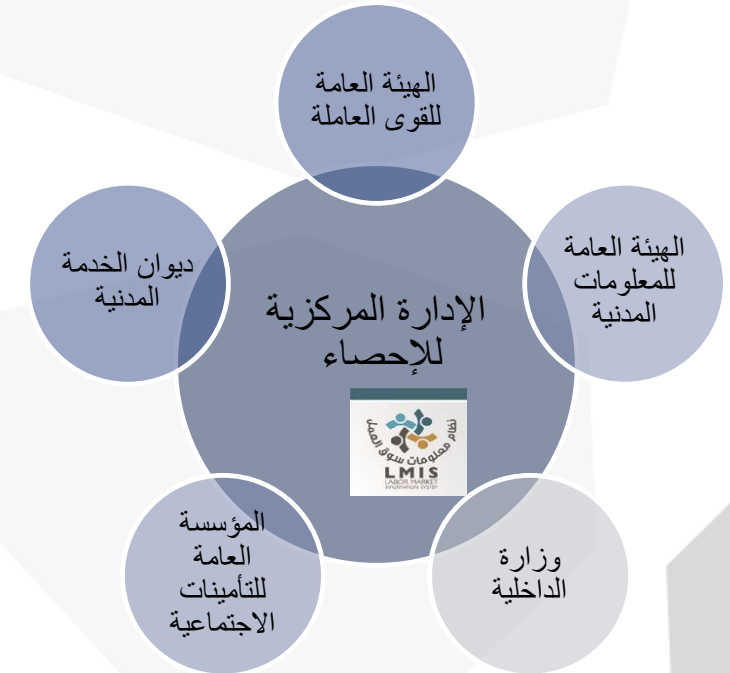 الهيئة العامة
للقوى العاملة
الهيئة العامة
للمعلومات
المدنية
ديوان الخدمة
المدنية
الإدارة المركزية
للإحصاء
نظام معلومات سوق العمل
LMIS
LABOR MARKET
INFORMATION SYSTEM
المؤسسة
العامة
للتأمينات
الاجتماعية
وزارة
الداخلية